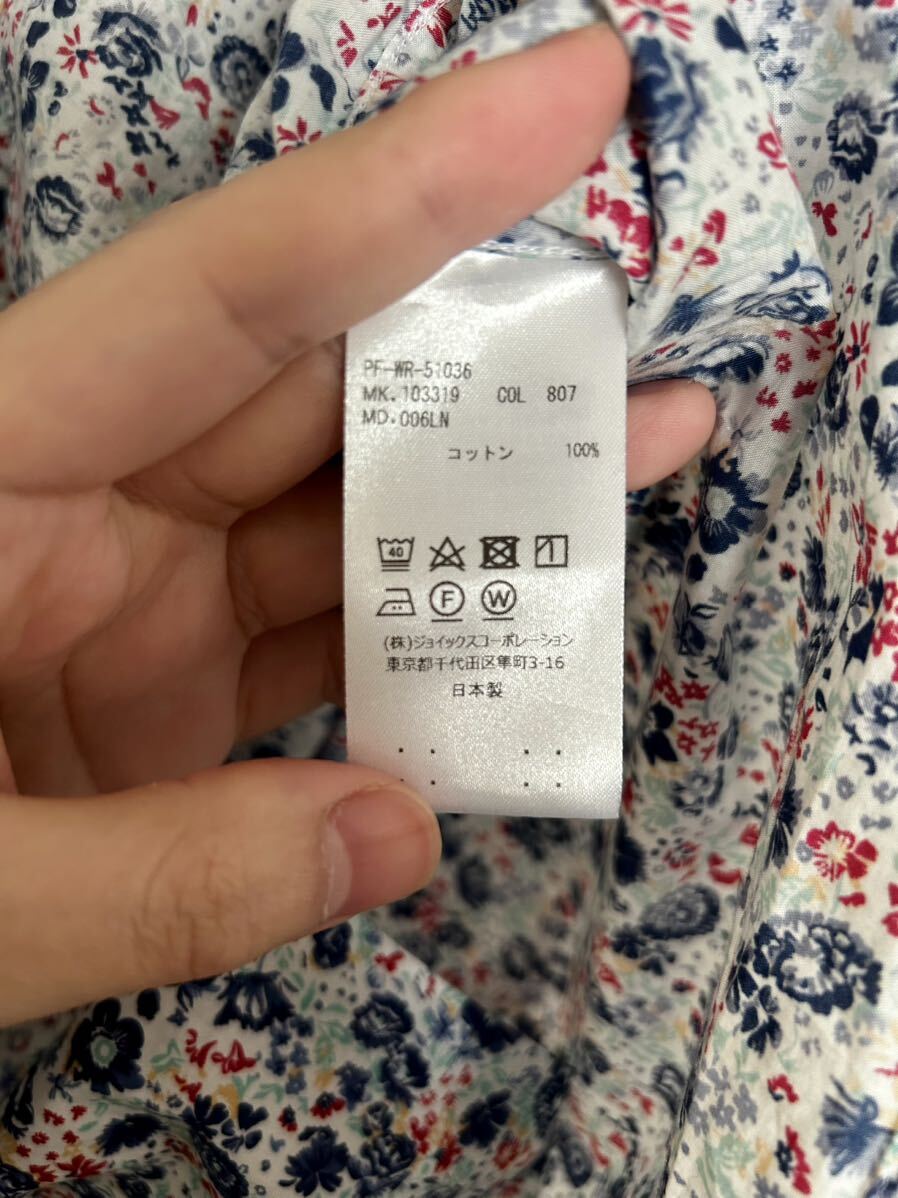 PF-WR-51036
MK.103319 COL 807
MD.006LN
コットン 100%
40
F W
(株)ジョイックスコーポレーション
東京都千代田区隼町3-16
日本製